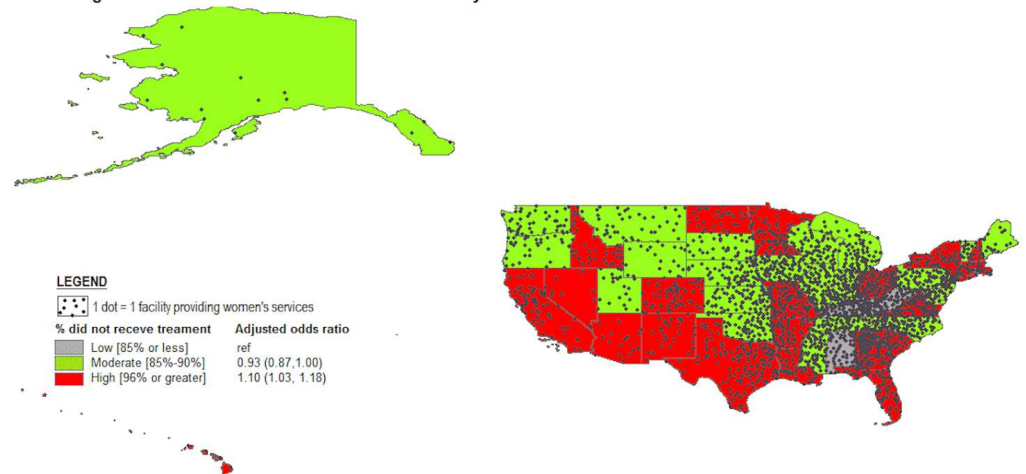 LEGEND
1 dot = 1 facility providing women's services
% did not receve treament Adjusted odds ratio
Low [85% or less] ref
Moderate [85%-90%] 0.93 (0.87,1.00)
High [96% or greater] 1.10 (1.03, 1.18)